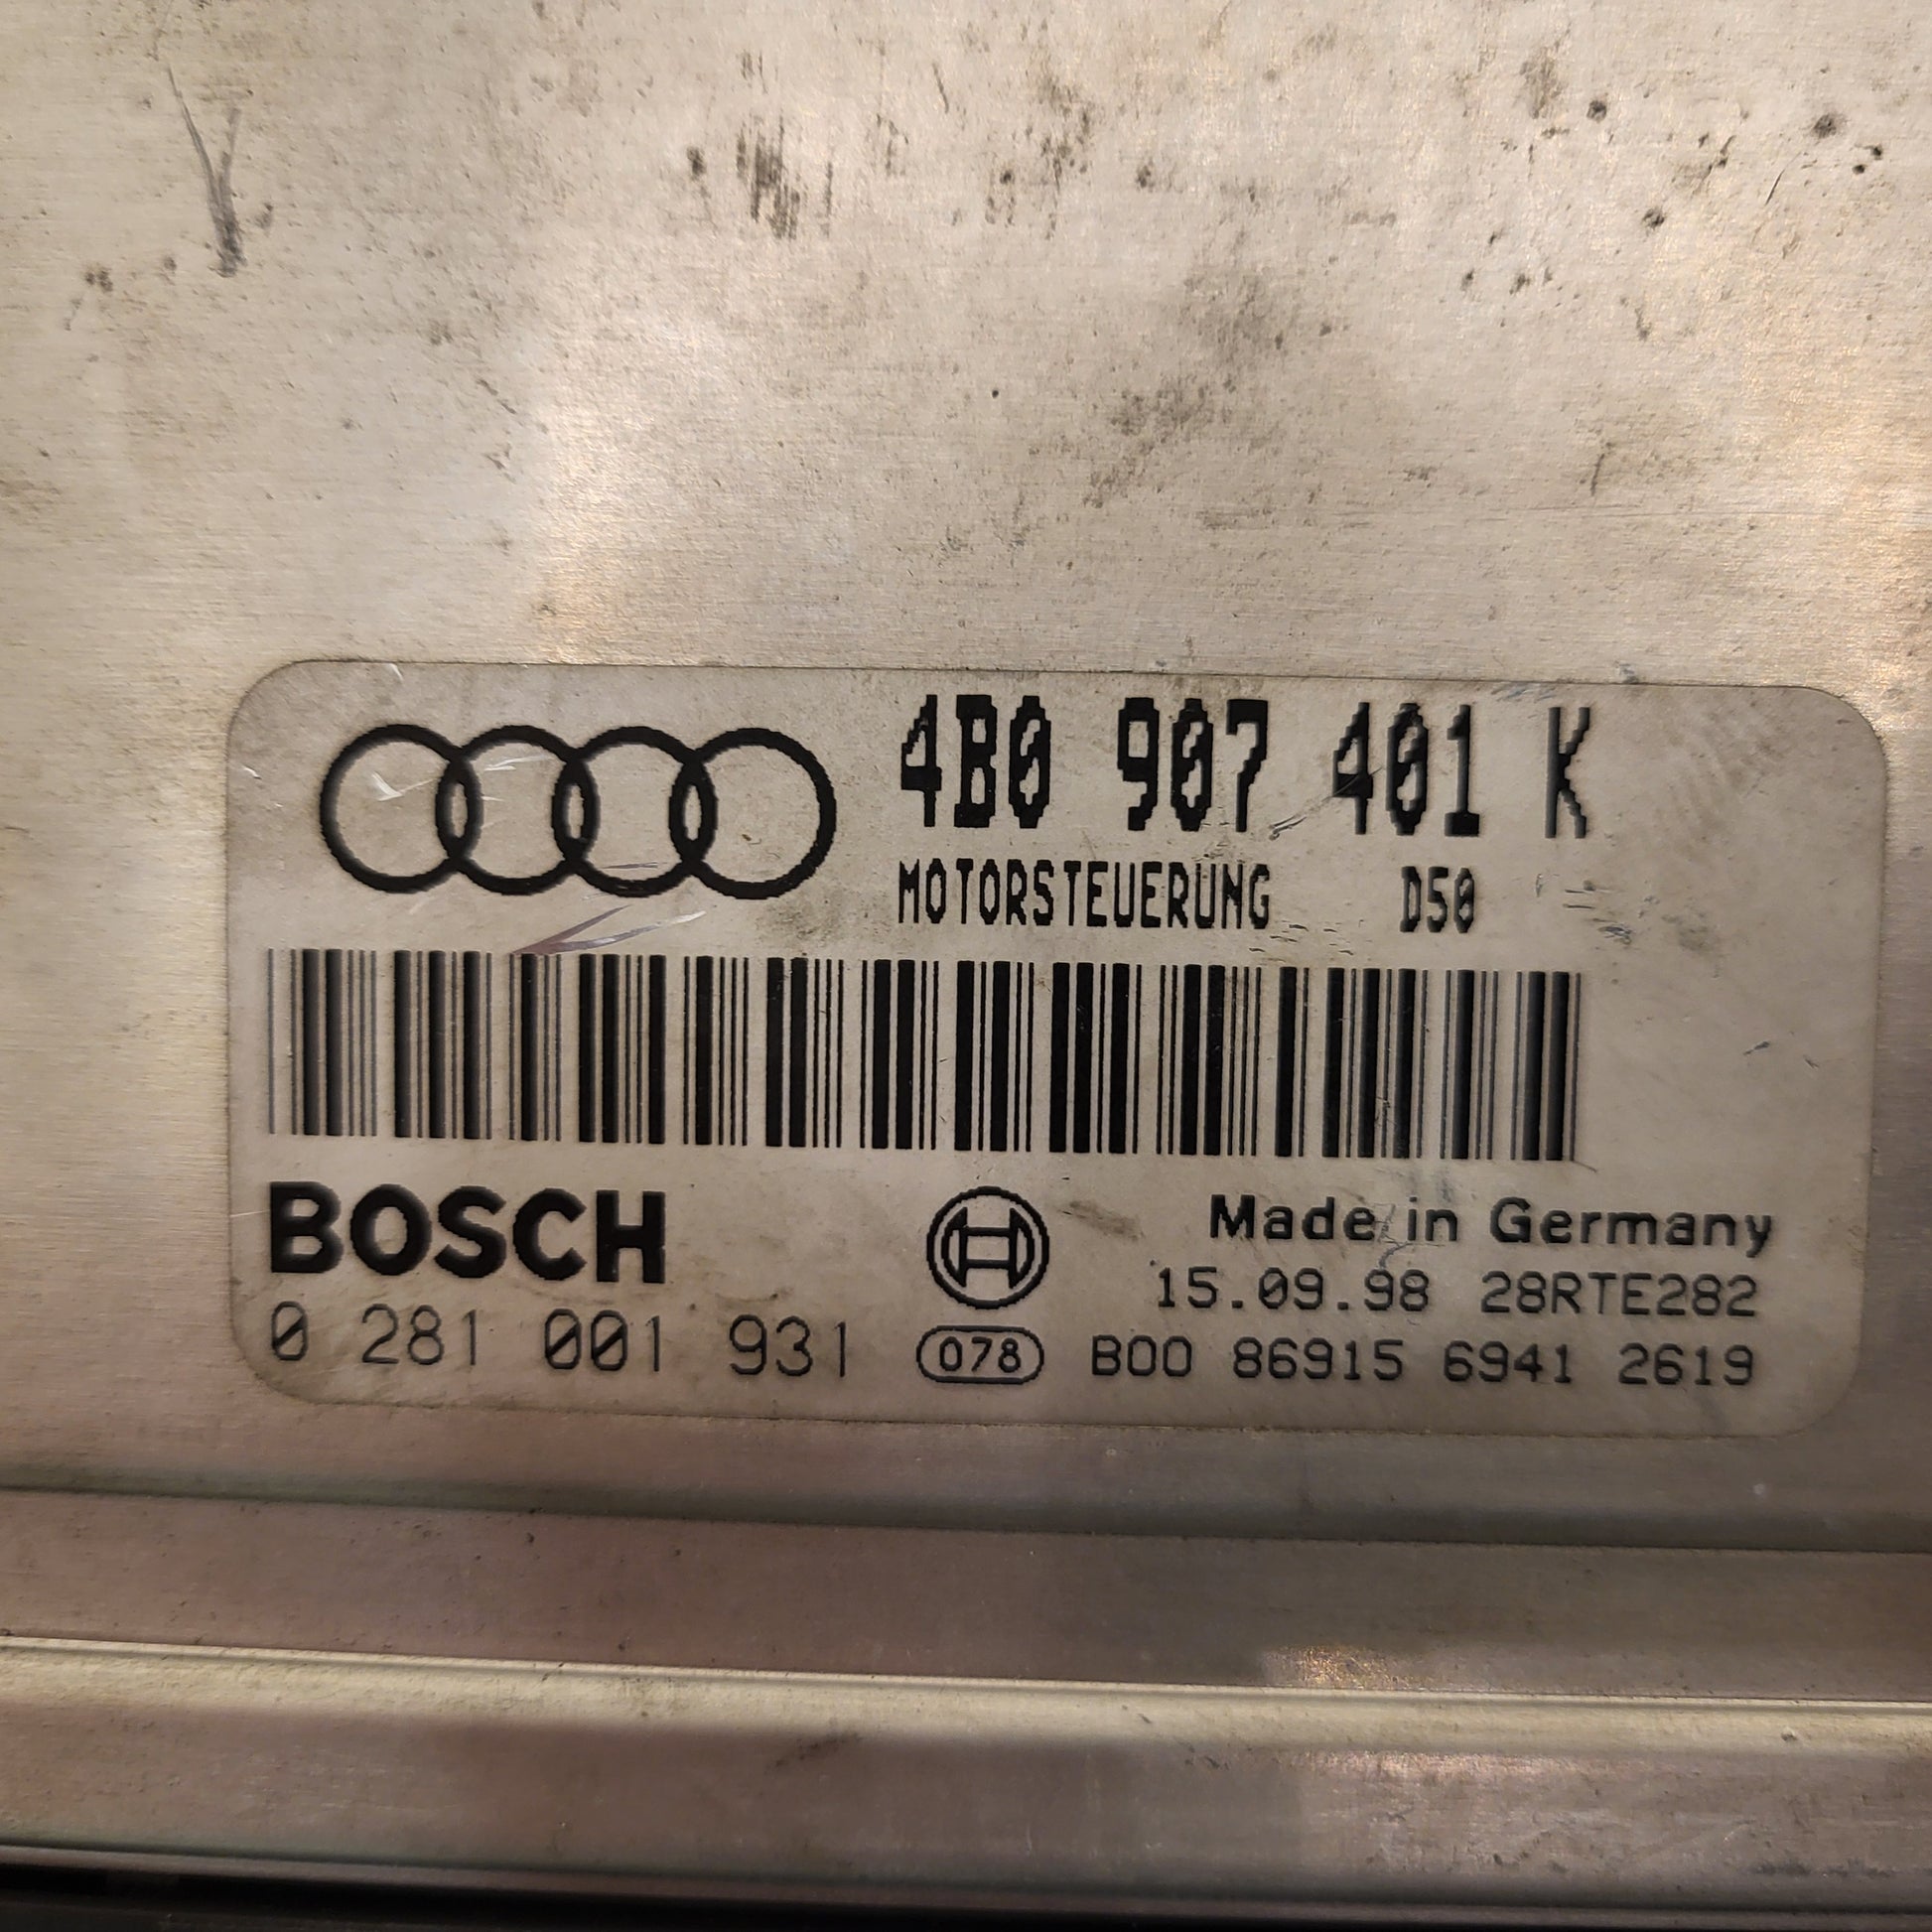 4B0 907 401 K
MOTORSTEUERUNG D50
BOSCH
Made in Germany
15.09.98 28RTE282
0 281 001 931
078
B00 86915 6941 2619